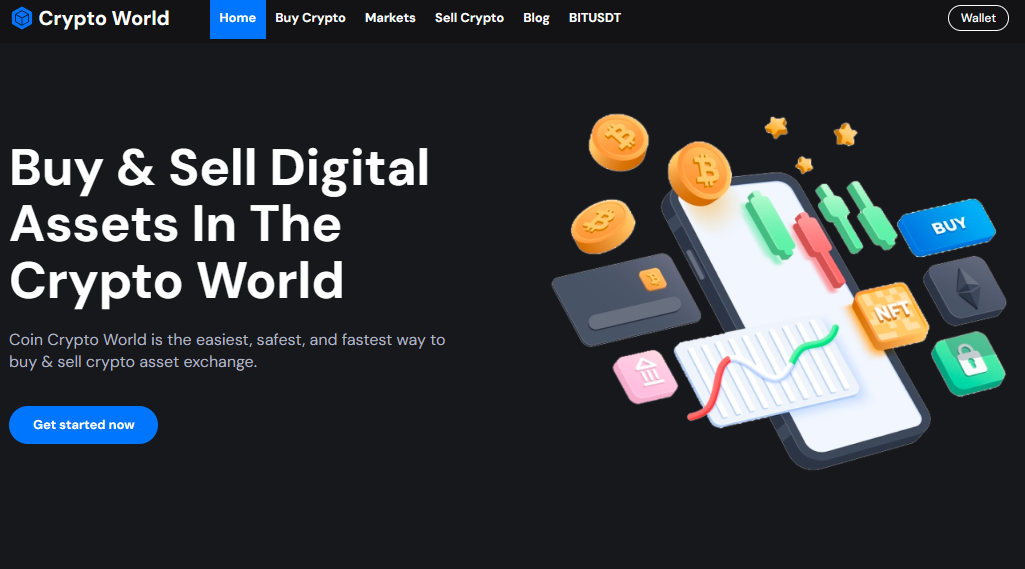 Crypto World
Home
Buy Crypto
Markets
Sell Crypto
Blog
BITUSDT
Wallet
Buy & Sell Digital
Assets In The
Crypto World
Coin Crypto World is the easiest, safest, and fastest way to
buy & sell crypto asset exchange.
Get started now
BUY
NFT